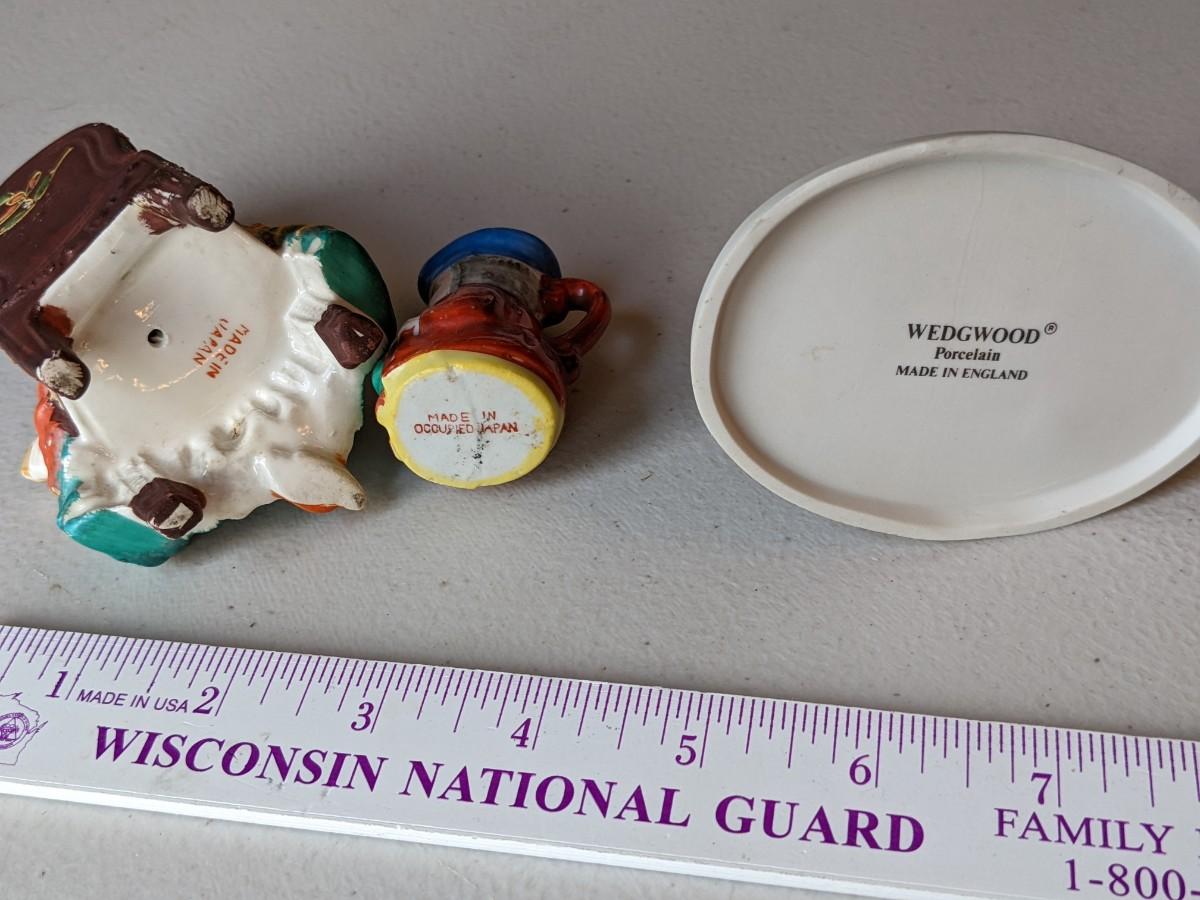 MADE IN
JAPAN
MADE IN
OCCUPIED JAPAN
WEDGWOOD®
Porcelain
MADE IN ENGLAND
1 MADE IN USA 2 3 4 5 6 7
WISCONSIN NATIONAL GUARD
FAMILY
1-800-